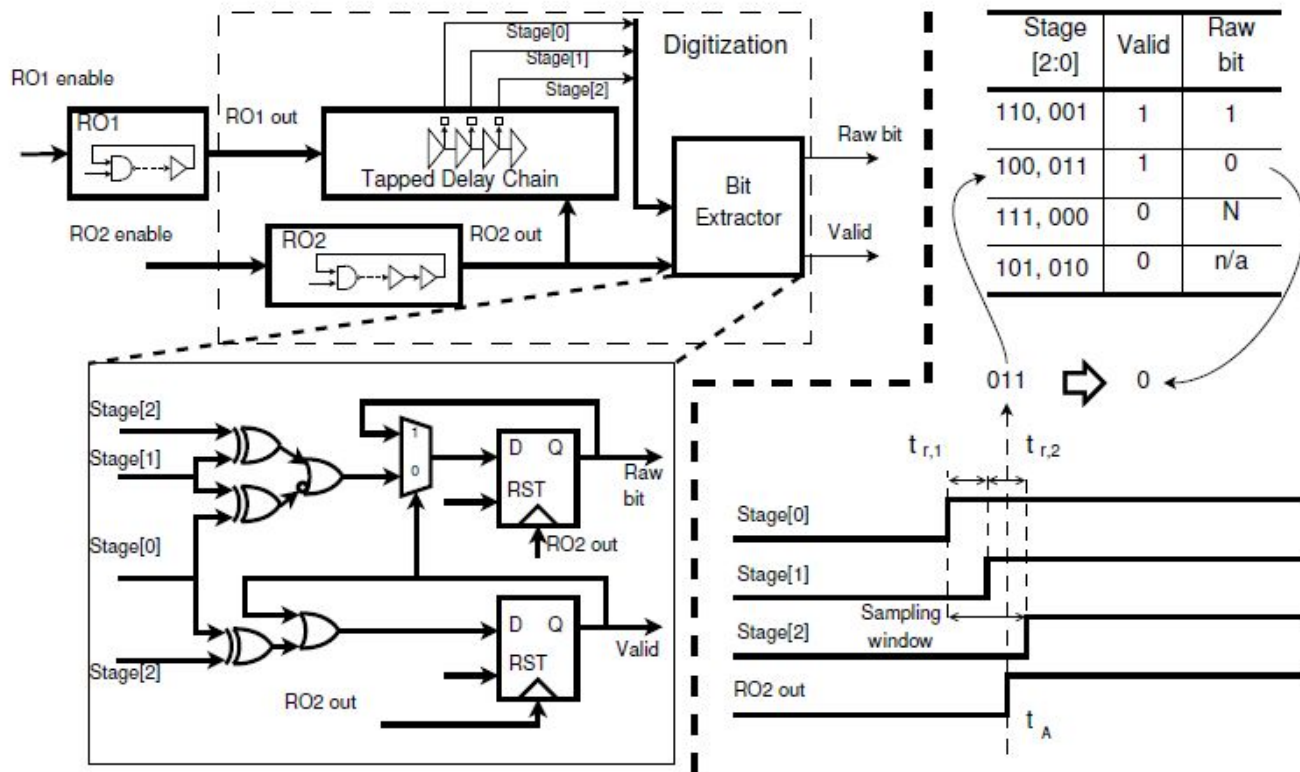 Stage[0]
Stage[1]
Stage[2]
Digitization
RO1 enable
RO1
RO1 out
Tapped Delay Chain
Raw bit
Bit
Extractor
Valid
RO2 enable
RO2
RO2 out
Stage[2]
Stage[1]
Stage[0]
Stage[2]
1
0
D Q
RST
Raw
bit
RO2 out
D Q
RST
Valid
RO2 out
Stage
[2:0]
Valid
Raw
bit
110, 001 1 1
100, 011 1 0
111, 000 0 N
101, 010 0 n/a
011 0
t r,1
t r,2
Stage[0]
Stage[1]
Sampling
window
Stage[2]
RO2 out
t A